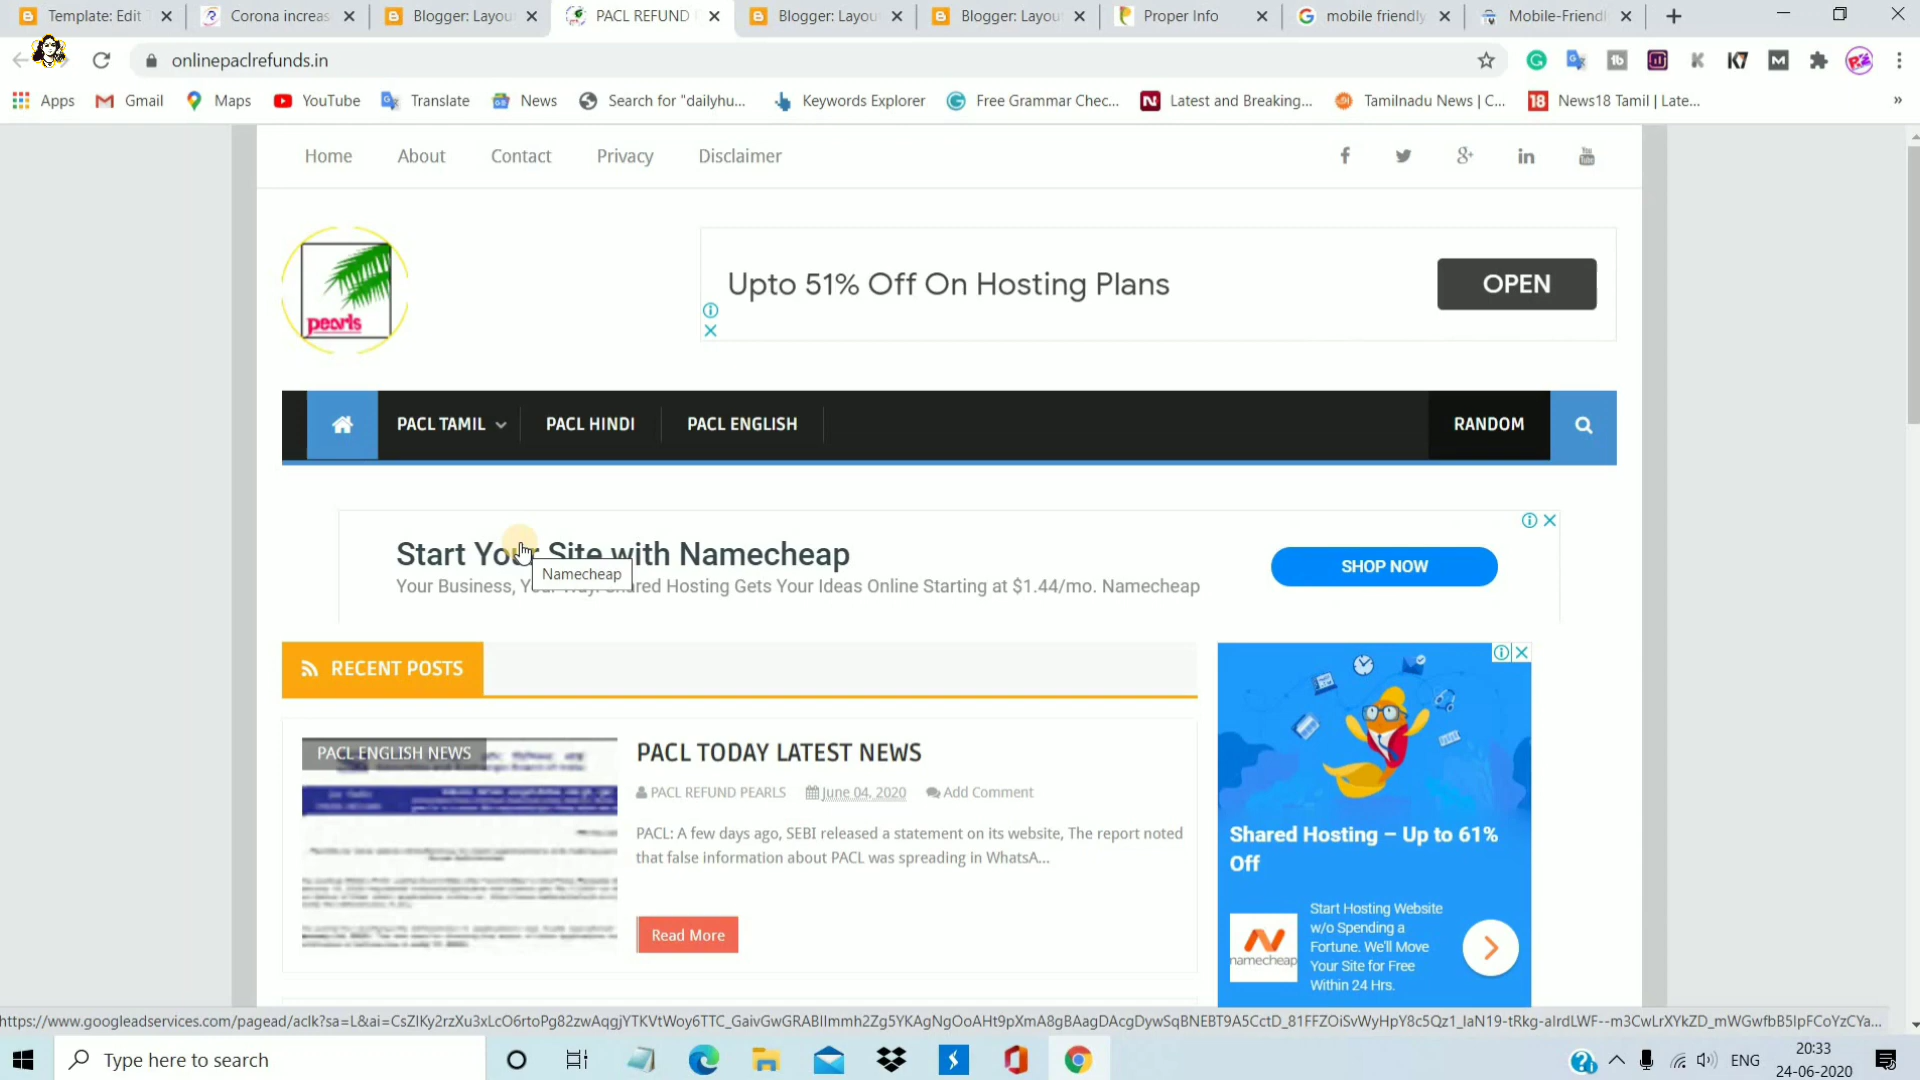 Template: Edit
Corona increas
Blogger: Layou
PACL REFUND
Blogger: Layou
Blogger: Layou
Proper Info
mobile friendly
Mobile-Friendl
onlinepaclrefunds.in
Apps
Gmail
Maps
YouTube
Translate
News
Search for "dailyhu...
Keywords Explorer
Free Grammar Chec...
Latest and Breaking...
Tamilnadu News | C...
News18 Tamil | Late...
Home
About
Contact
Privacy
Disclaimer
pearls
Upto 51% Off On Hosting Plans
OPEN
PACL TAMIL
PACL HINDI
PACL ENGLISH
RANDOM
Start Your Site with Namecheap
Namecheap
Your Business, Your Way. Shared Hosting Gets Your Ideas Online Starting at $1.44/mo. Namecheap
SHOP NOW
RECENT POSTS
PACL ENGLISH NEWS
PACL TODAY LATEST NEWS
PACL REFUND PEARLS
June 04, 2020
Add Comment
PACL: A few days ago, SEBI released a statement on its website, The report noted
that false information about PACL was spreading in WhatsA...
Read More
Shared Hosting – Up to 61%
Off
Start Hosting Website
w/o Spending a
Fortune. We'll Move
Your Site for Free
Within 24 Hrs.
namecheap
Type here to search
ENG
20:33
24-06-2020